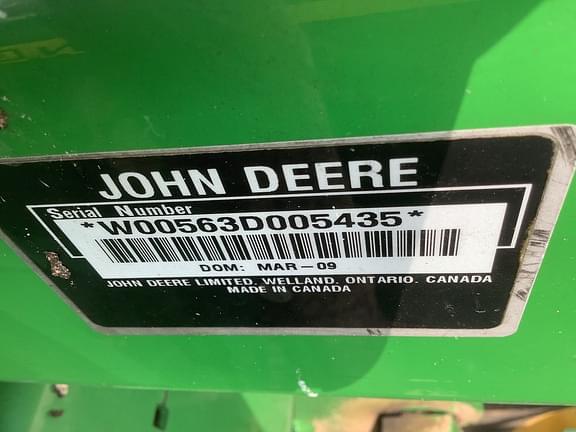 JOHN DEERE
Serial Number
*W00563D005435*
DOM: MAR-09
JOHN DEERE LIMITED, WELLAND, ONTARIO, CANADA
MADE IN CANADA